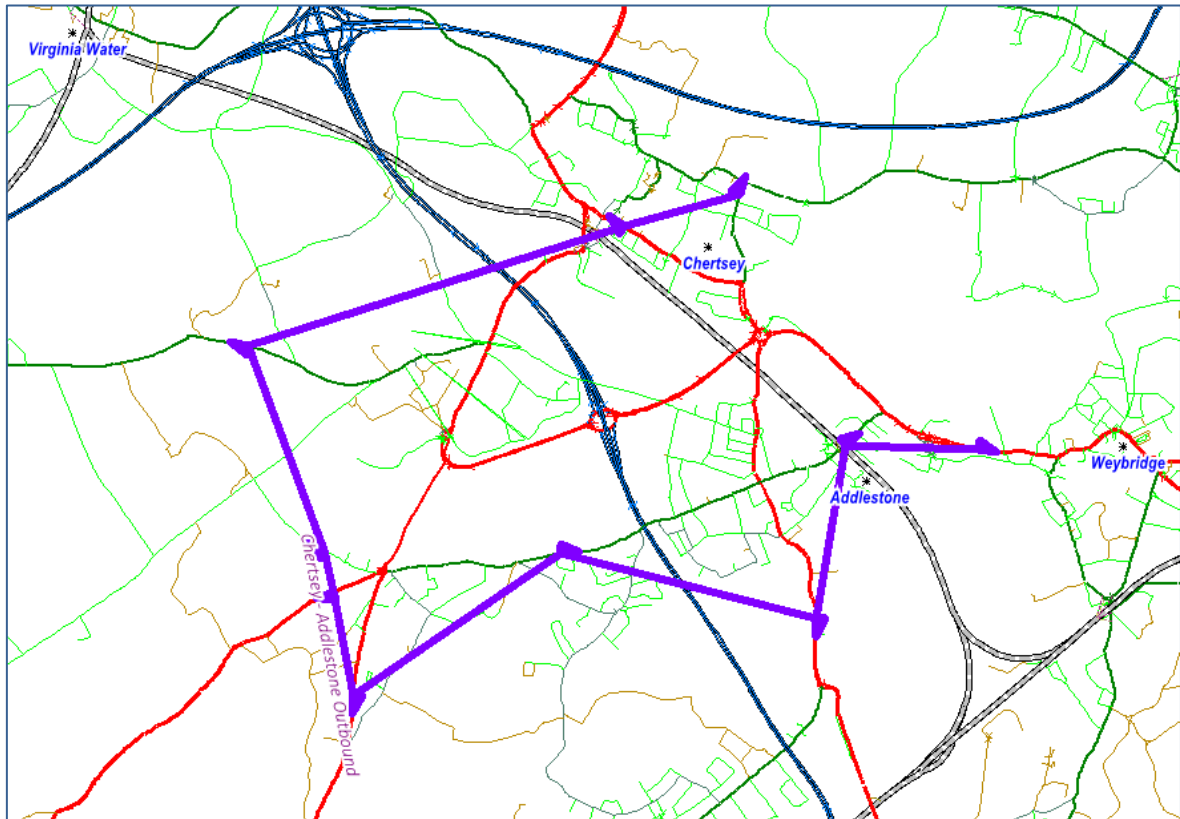 Virginia Water
Chertsey
Weybridge
Addlestone
Chertsey - Addlestone Outbound